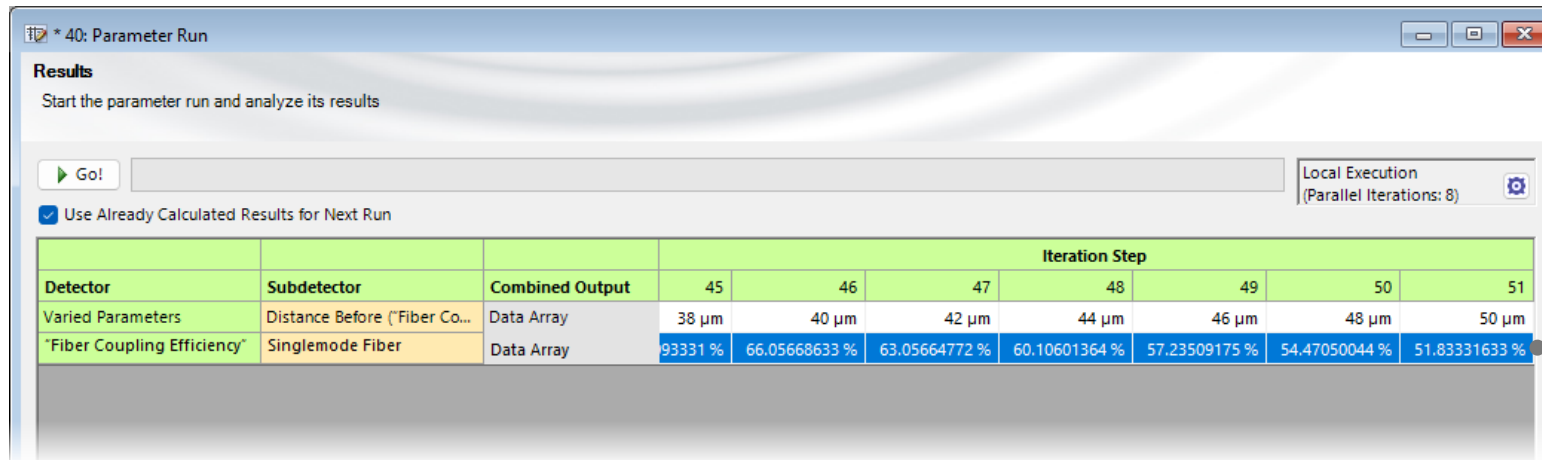 * 40: Parameter Run
Results
Start the parameter run and analyze its results
Go!
Local Execution
(Parallel Iterations: 8)
Use Already Calculated Results for Next Run
Iteration Step
Detector Subdetector Combined Output 45 46 47 48 49 50 51
Varied Parameters Distance Before ("Fiber Co... Data Array 38 µm 40 µm 42 µm 44 µm 46 µm 48 µm 50 µm
"Fiber Coupling Efficiency" Singlemode Fiber Data Array 93331 % 66.05668633 % 63.05664772 % 60.10601364 % 57.23509175 % 54.47050044 % 51.83331633 %